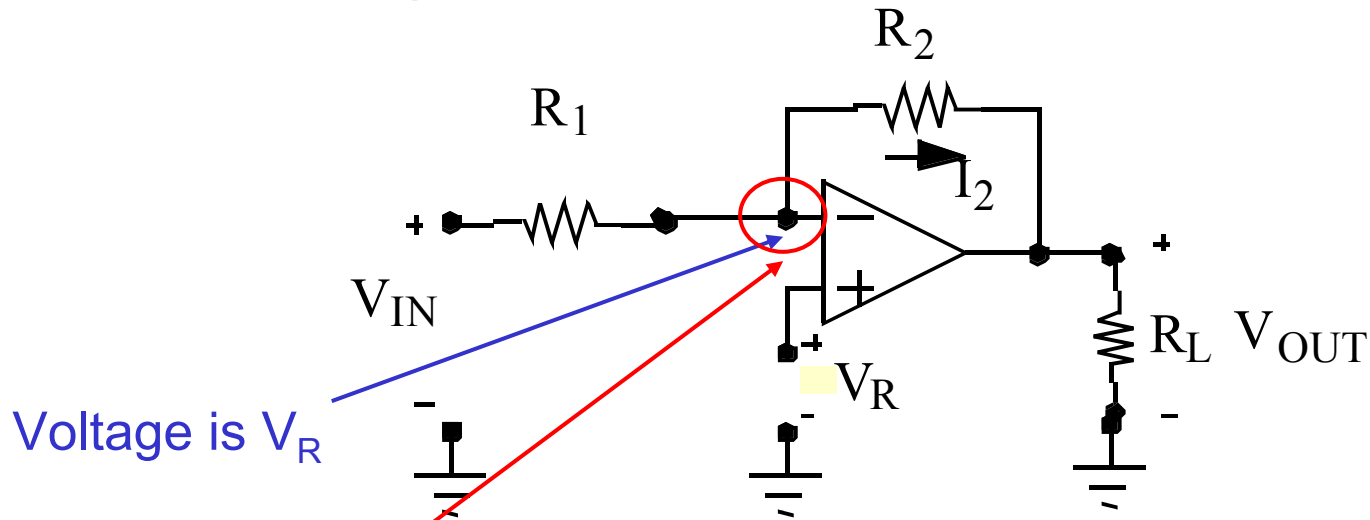 R2
R1
I2
+
−
+
VIN
+
+
VR
RL VOUT
Voltage is VR
-
-
−